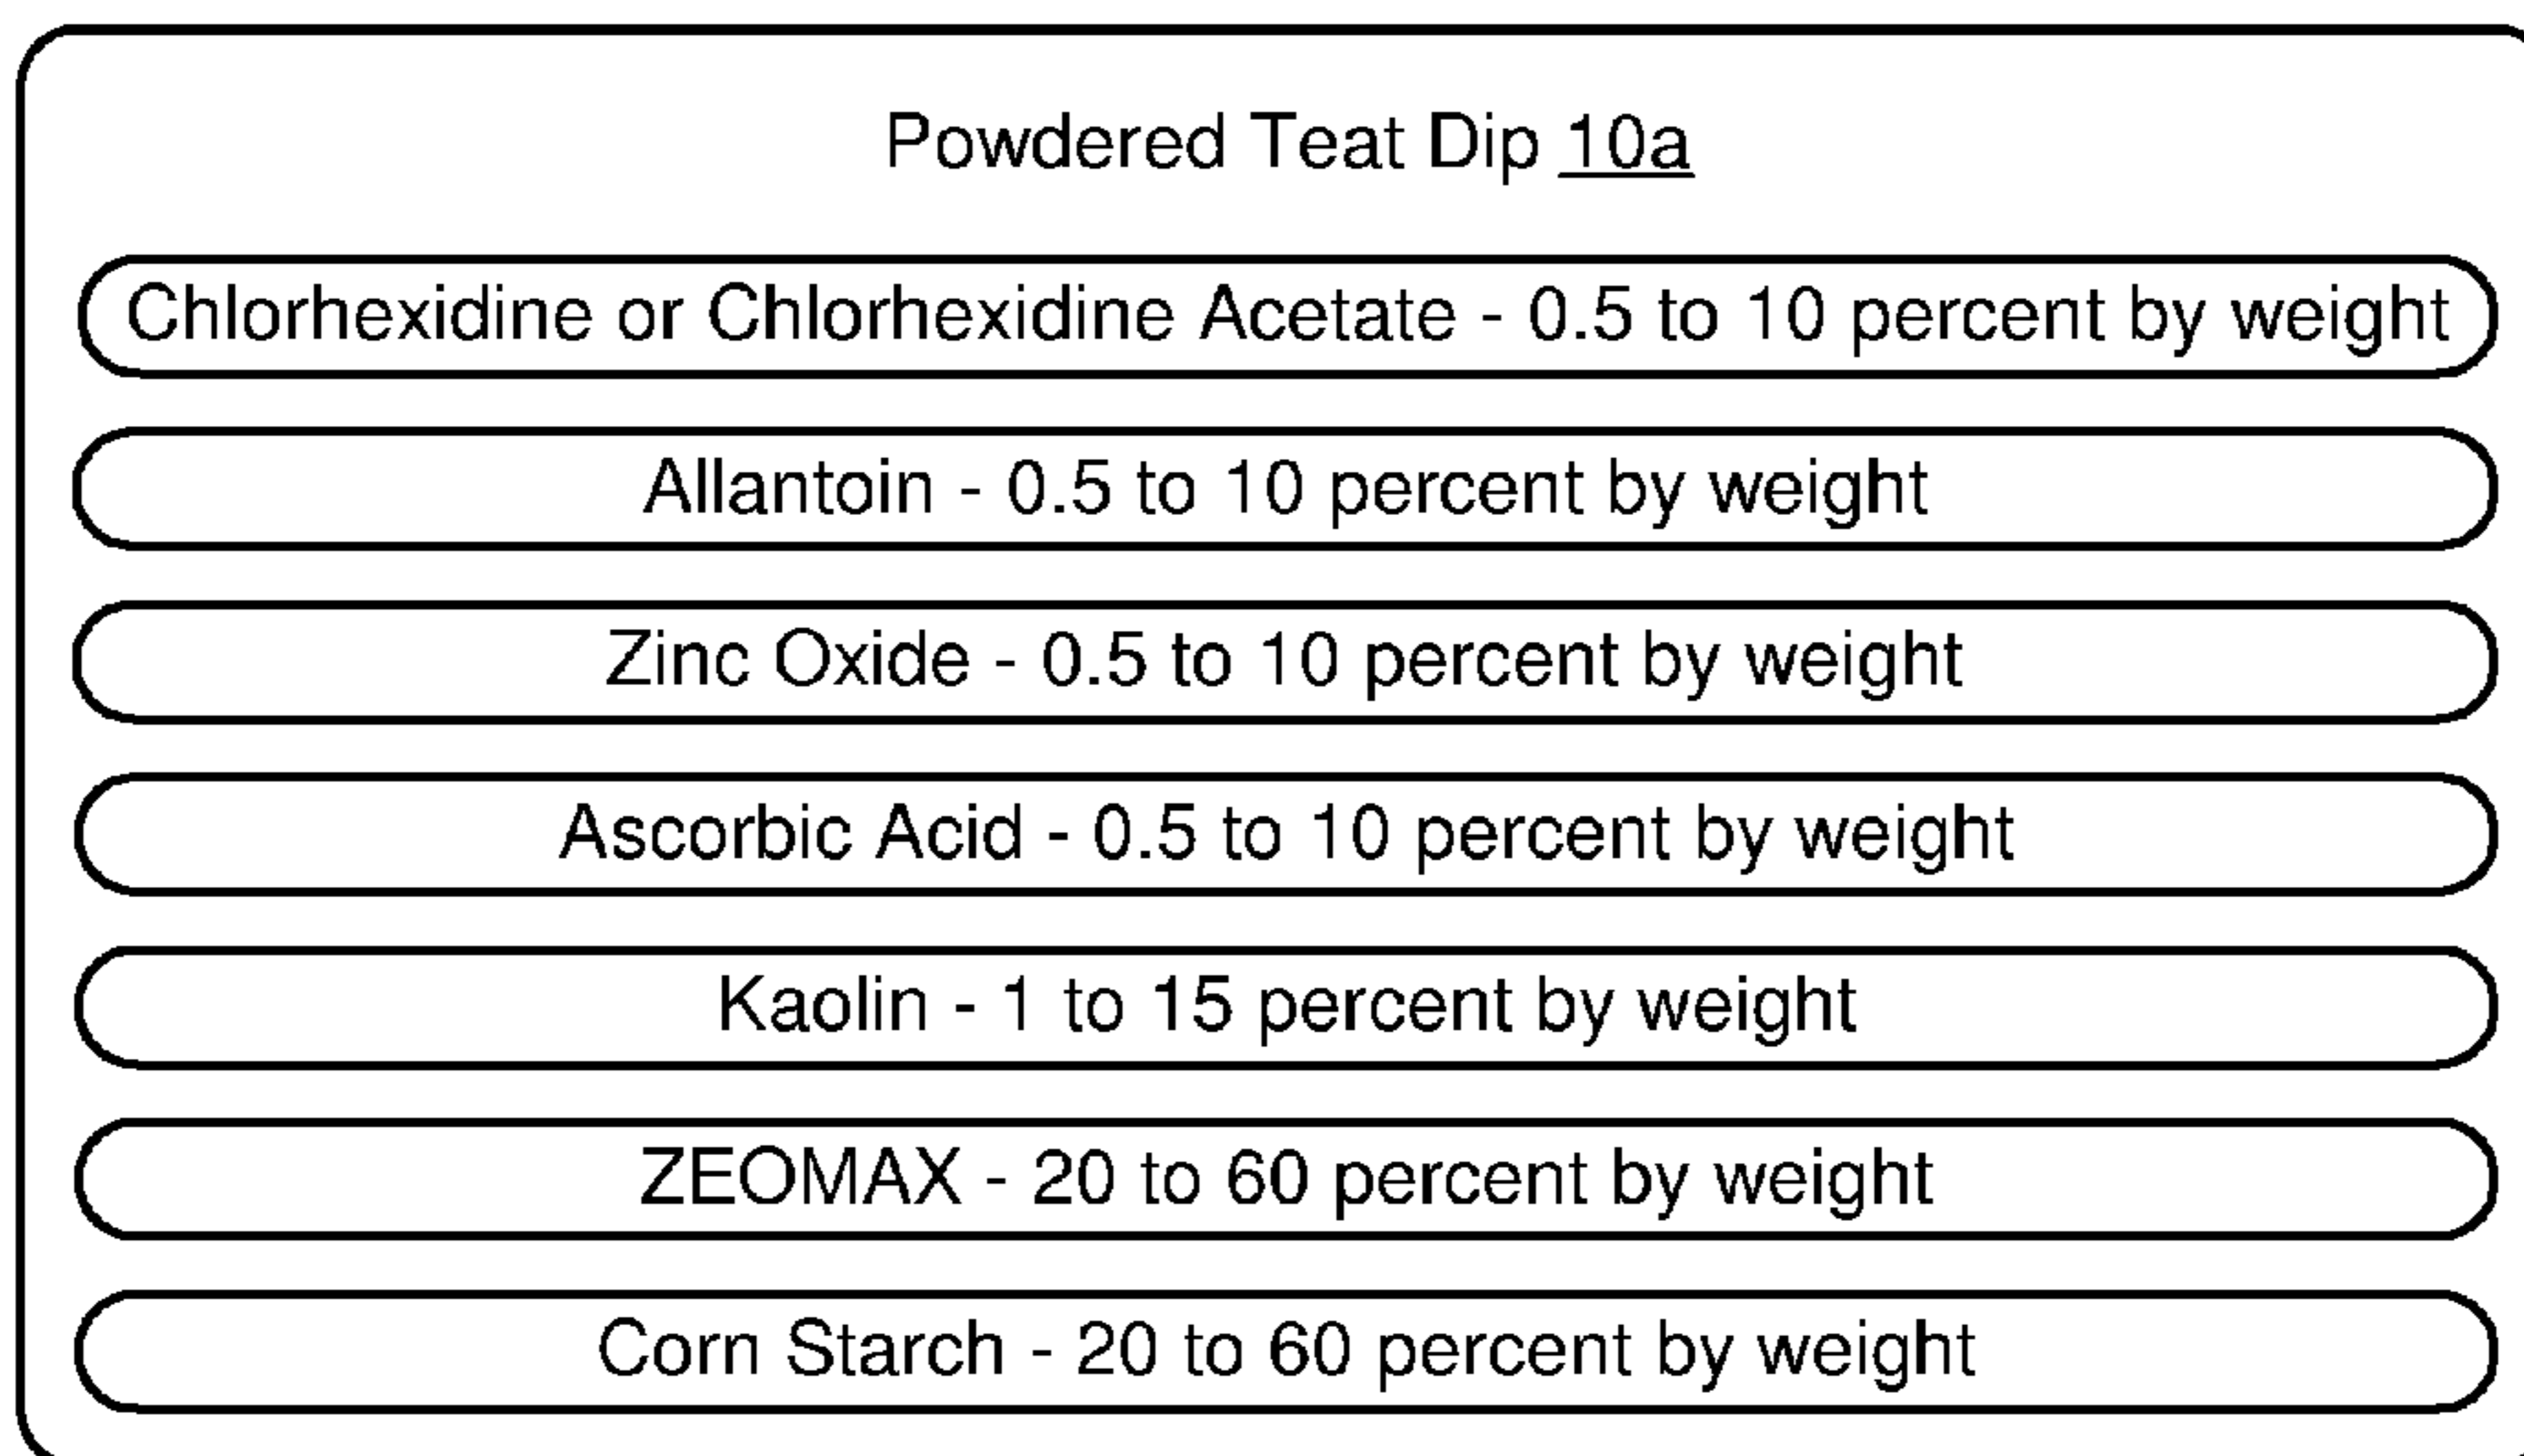 Powdered Teat Dip 10a
Chlorhexidine or Chlorhexidine Acetate - 0.5 to 10 percent by weight
Allantoin - 0.5 to 10 percent by weight
Zinc Oxide - 0.5 to 10 percent by weight
Ascorbic Acid - 0.5 to 10 percent by weight
Kaolin - 1 to 15 percent by weight
ZEOMAX - 20 to 60 percent by weight
Corn Starch - 20 to 60 percent by weight